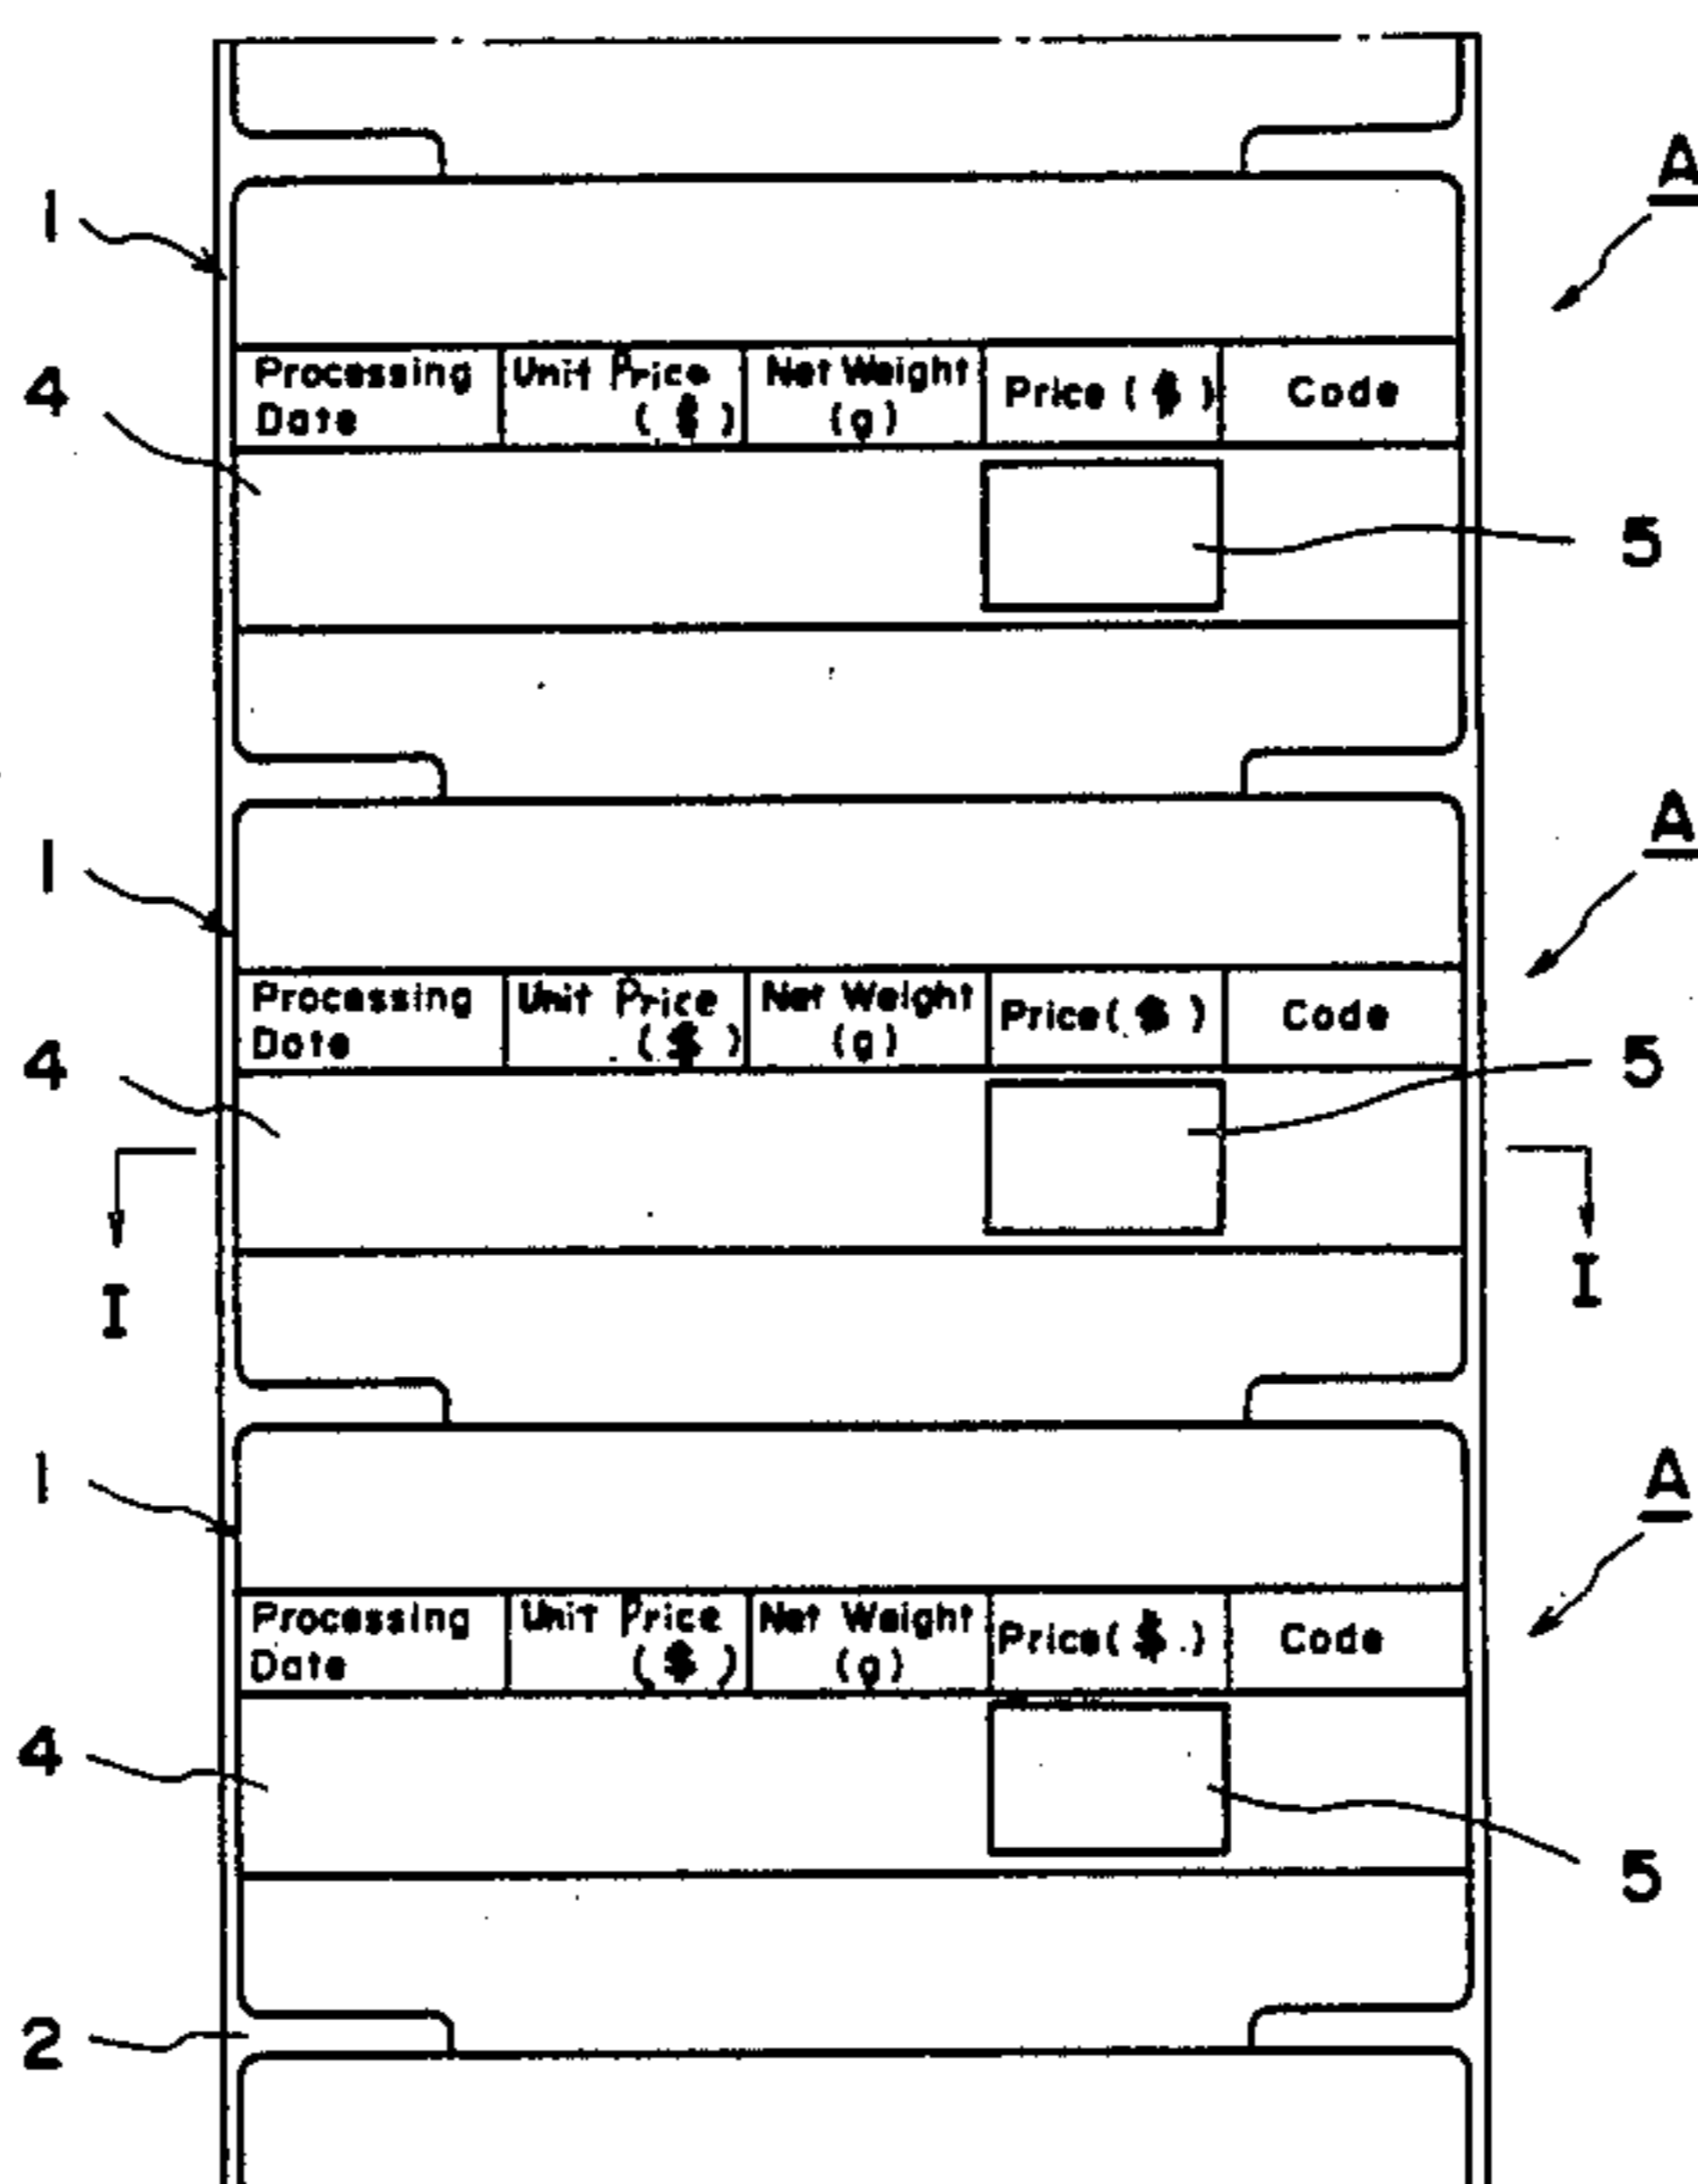 A
1
4
Processing Date
Unit Price ($)
Net Weight (g)
Price ($)
Code
5
A
1
4
Processing Date
Unit Price ($)
Net Weight (g)
Price ($)
Code
5
I
I
1
A
Processing Date
Unit Price ($)
Net Weight (g)
Price ($)
Code
4
5
2